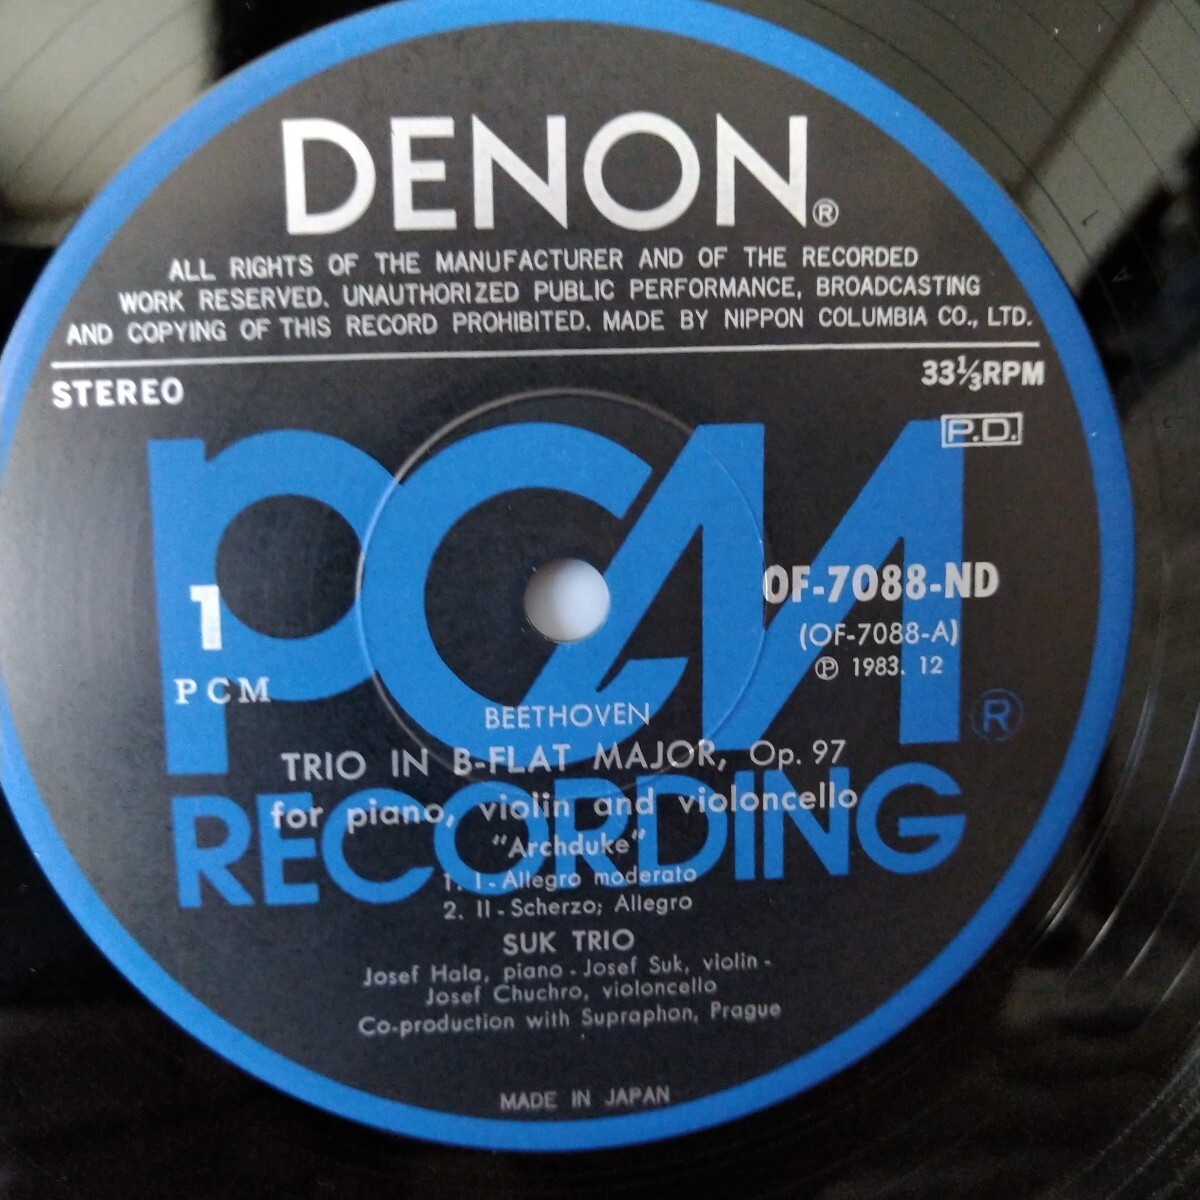 DENON®
ALL RIGHTS OF THE MANUFACTURER AND OF THE RECORDED
WORK RESERVED. UNAUTHORIZED PUBLIC PERFORMANCE, BROADCASTING
AND COPYING OF THIS RECORD PROHIBITED. MADE BY NIPPON COLUMBIA CO., LTD.
STEREO
33⅓RPM
P.D.
PCM®
RECORDING
1
PCM
OF-7088-ND
(OF-7088-A)
℗ 1983. 12
BEETHOVEN
TRIO IN B-FLAT MAJOR, Op. 97
for piano, violin and violoncello
"Archduke"
1. I - Allegro moderato
2. II - Scherzo; Allegro
SUK TRIO
Josef Hala, piano - Josef Suk, violin -
Josef Chuchro, violoncello
Co-production with Supraphon, Prague
MADE IN JAPAN